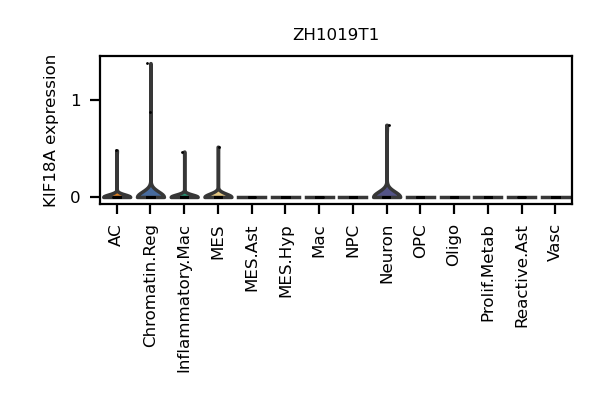 ZH1019T1
KIF18A expression
1
0
AC
Chromatin.Reg
Inflammatory.Mac
MES
MES.Ast
MES.Hyp
Mac
NPC
Neuron
OPC
Oligo
Prolif.Metab
Reactive.Ast
Vasc